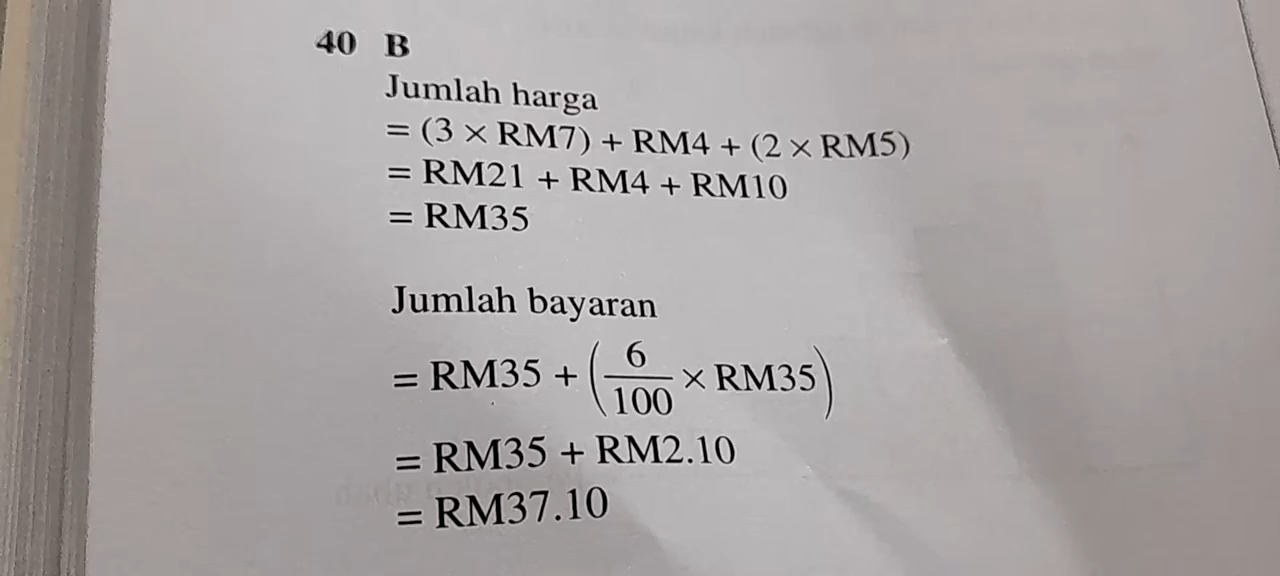 40 B
Jumlah harga
= (3 × RM7) + RM4 + (2 × RM5)
= RM21 + RM4 + RM10
= RM35
Jumlah bayaran
= RM35 + (6/100 × RM35)
= RM35 + RM2.10
= RM37.10